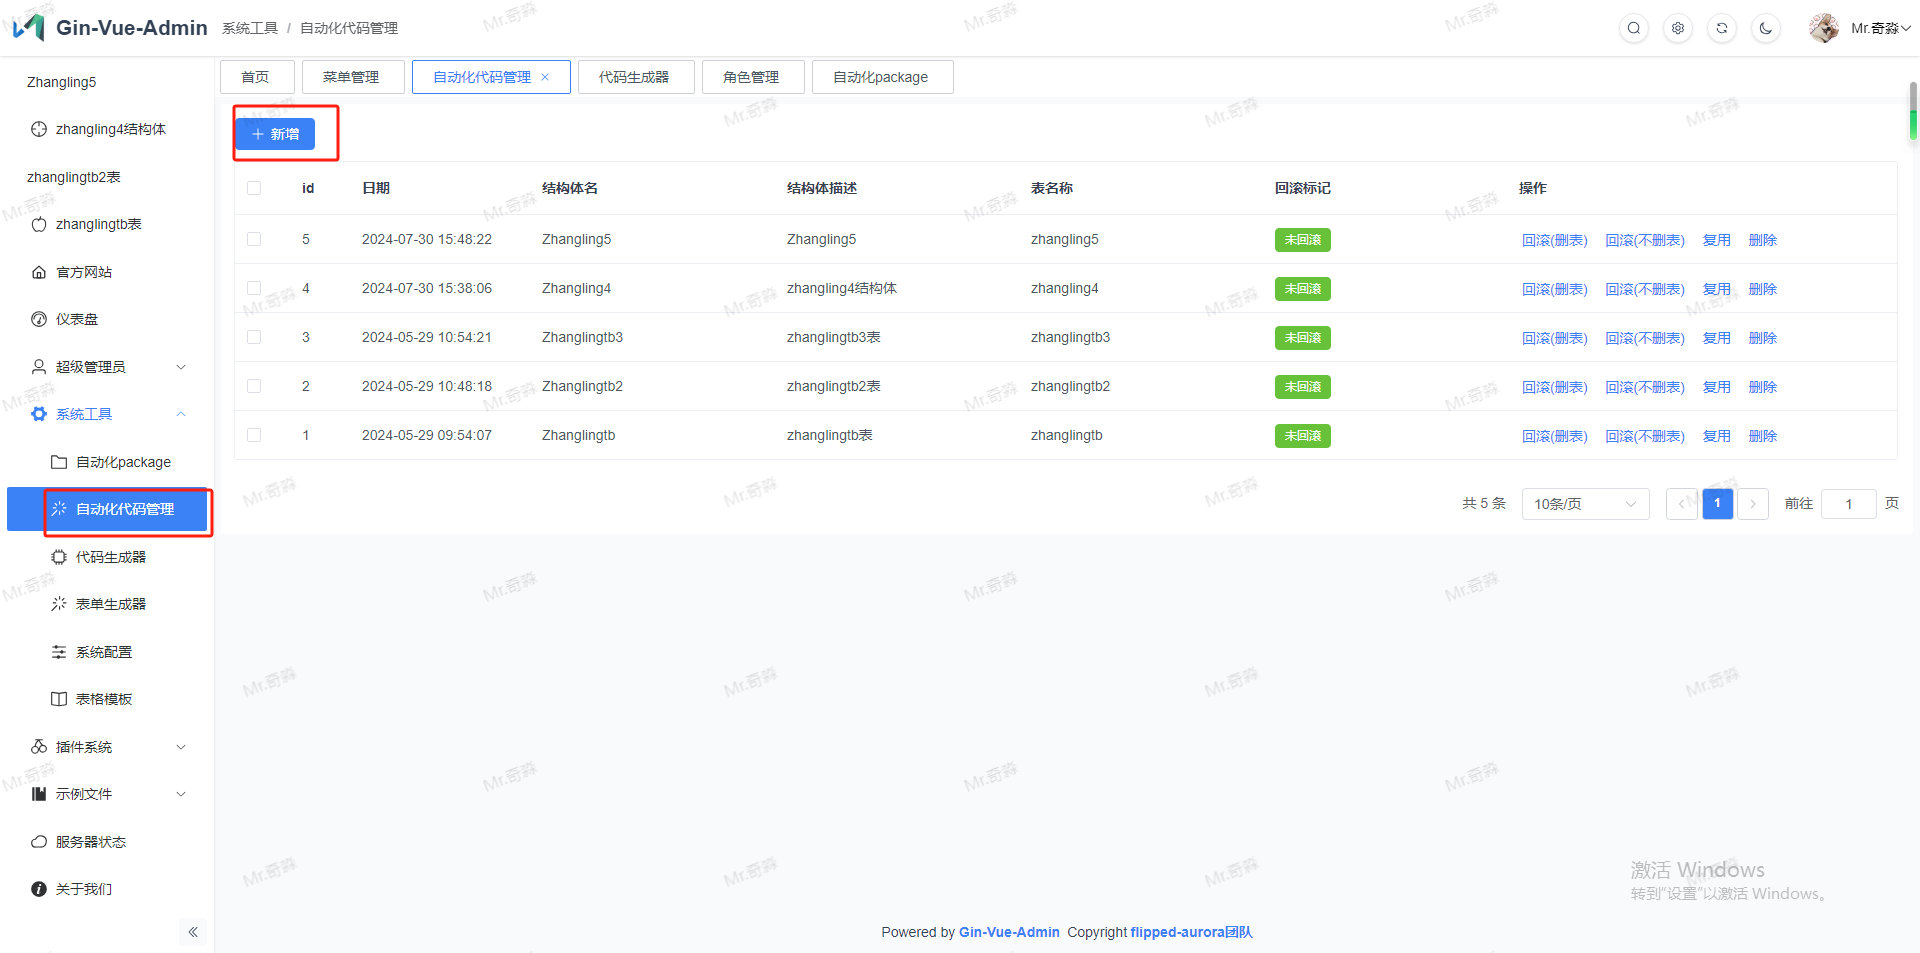 Gin-Vue-Admin
系统工具 / 自动化代码管理
Mr.奇淼
Zhangling5
zhangling4结构体
zhanglingtb2表
zhanglingtb表
官方网站
仪表盘
超级管理员
系统工具
自动化package
自动化代码管理
代码生成器
表单生成器
系统配置
表格模板
插件系统
示例文件
服务器状态
关于我们
首页 菜单管理 自动化代码管理 × 代码生成器 角色管理 自动化package
+ 新增
id 日期 结构体名 结构体描述 表名称 回滚标记 操作
5 2024-07-30 15:48:22 Zhangling5 Zhangling5 zhangling5 未回滚 回滚(删表) 回滚(不删表) 复用 删除
4 2024-07-30 15:38:06 Zhangling4 zhangling4结构体 zhangling4 未回滚 回滚(删表) 回滚(不删表) 复用 删除
3 2024-05-29 10:54:21 Zhanglingtb3 zhanglingtb3表 zhanglingtb3 未回滚 回滚(删表) 回滚(不删表) 复用 删除
2 2024-05-29 10:48:18 Zhanglingtb2 zhanglingtb2表 zhanglingtb2 未回滚 回滚(删表) 回滚(不删表) 复用 删除
1 2024-05-29 09:54:07 Zhanglingtb zhanglingtb表 zhanglingtb 未回滚 回滚(删表) 回滚(不删表) 复用 删除
共 5 条 10条/页 1 前往 1 页
激活 Windows
转到"设置"以激活 Windows。
Powered by Gin-Vue-Admin Copyright flipped-aurora团队